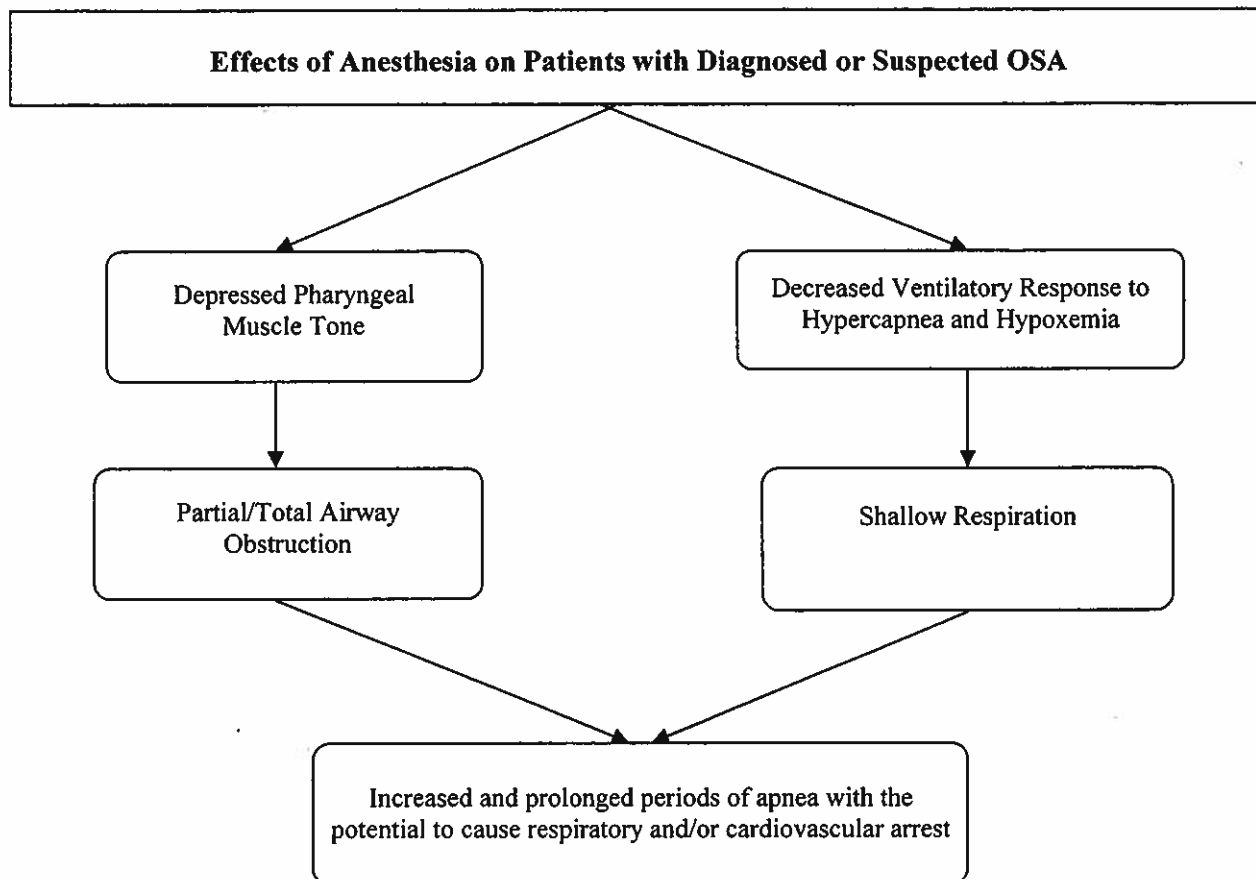 Effects of Anesthesia on Patients with Diagnosed or Suspected OSA
Depressed Pharyngeal
Muscle Tone
Decreased Ventilatory Response to
Hypercapnea and Hypoxemia
Partial/Total Airway
Obstruction
Shallow Respiration
Increased and prolonged periods of apnea with the
potential to cause respiratory and/or cardiovascular arrest